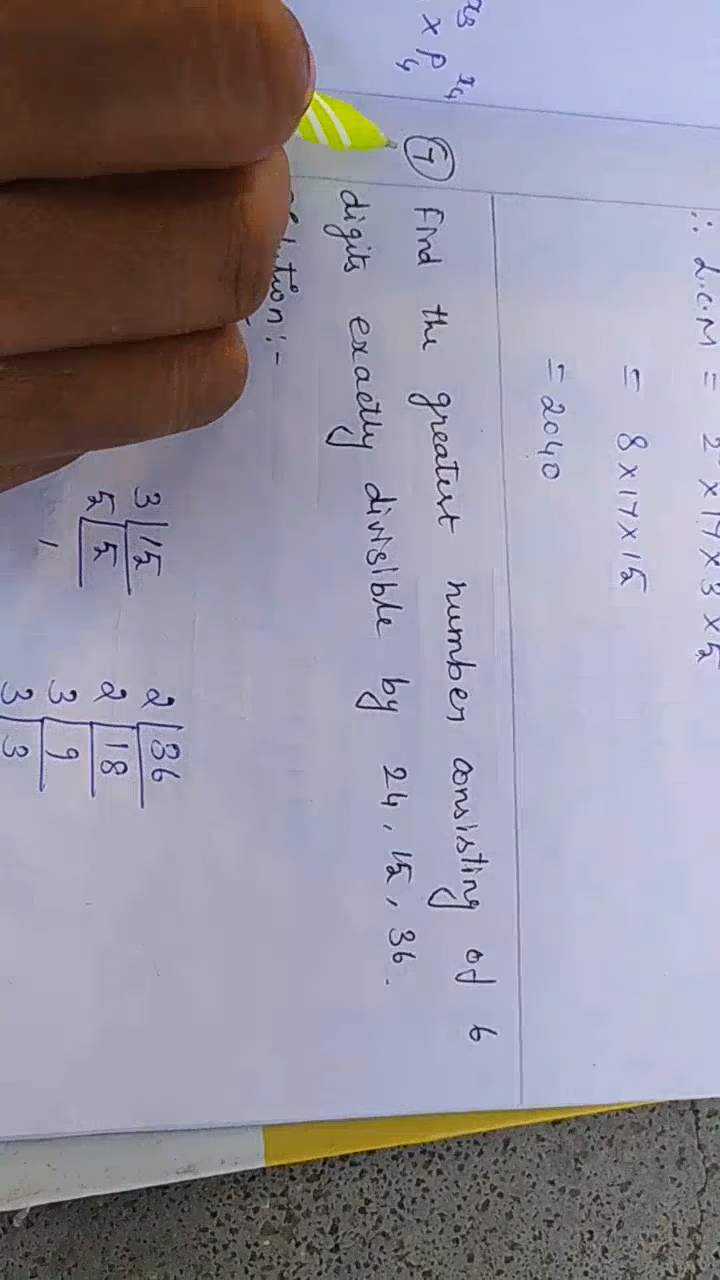 x p
∴ L.C.M = 2 x 17 x 3 x 5
= 8 x 17 x 15
= 2040
7 Find the greatest number consisting of 6
digits exactly divisible by 24, 15, 36.
3 15 2 36
5 5 2 18
1 3 9
3 3